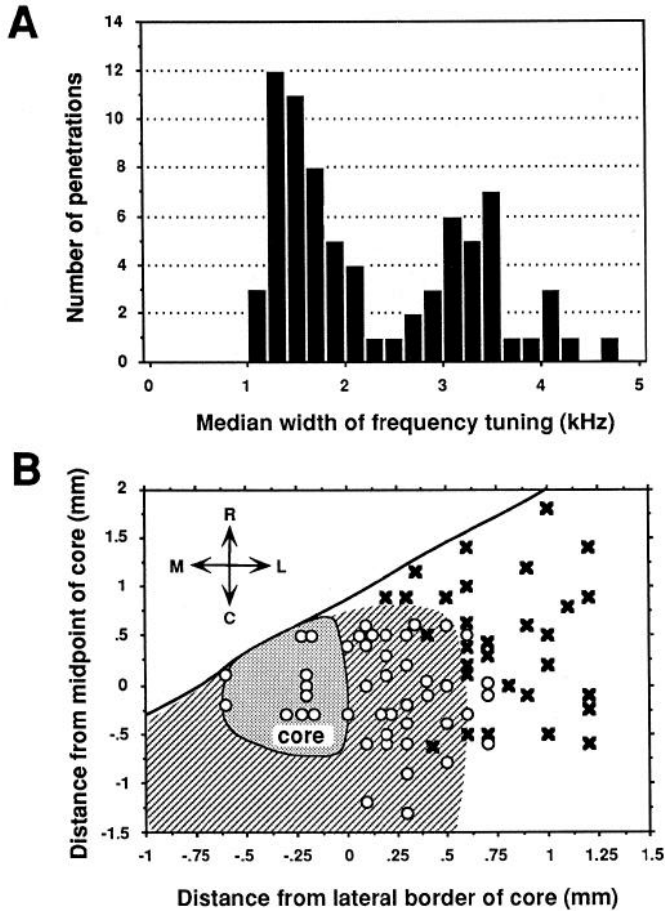 A
14
12
10
8
6
4
2
0
Number of penetrations
0 1 2 3 4 5
Median width of frequency tuning (kHz)
B
2
1.5
1
.5
0
-.5
-1
-1.5
Distance from midpoint of core (mm)
R
M L
C
core
-1 -.75 -.5 -.25 0 .25 .5 .75 1 1.25 1.5
Distance from lateral border of core (mm)